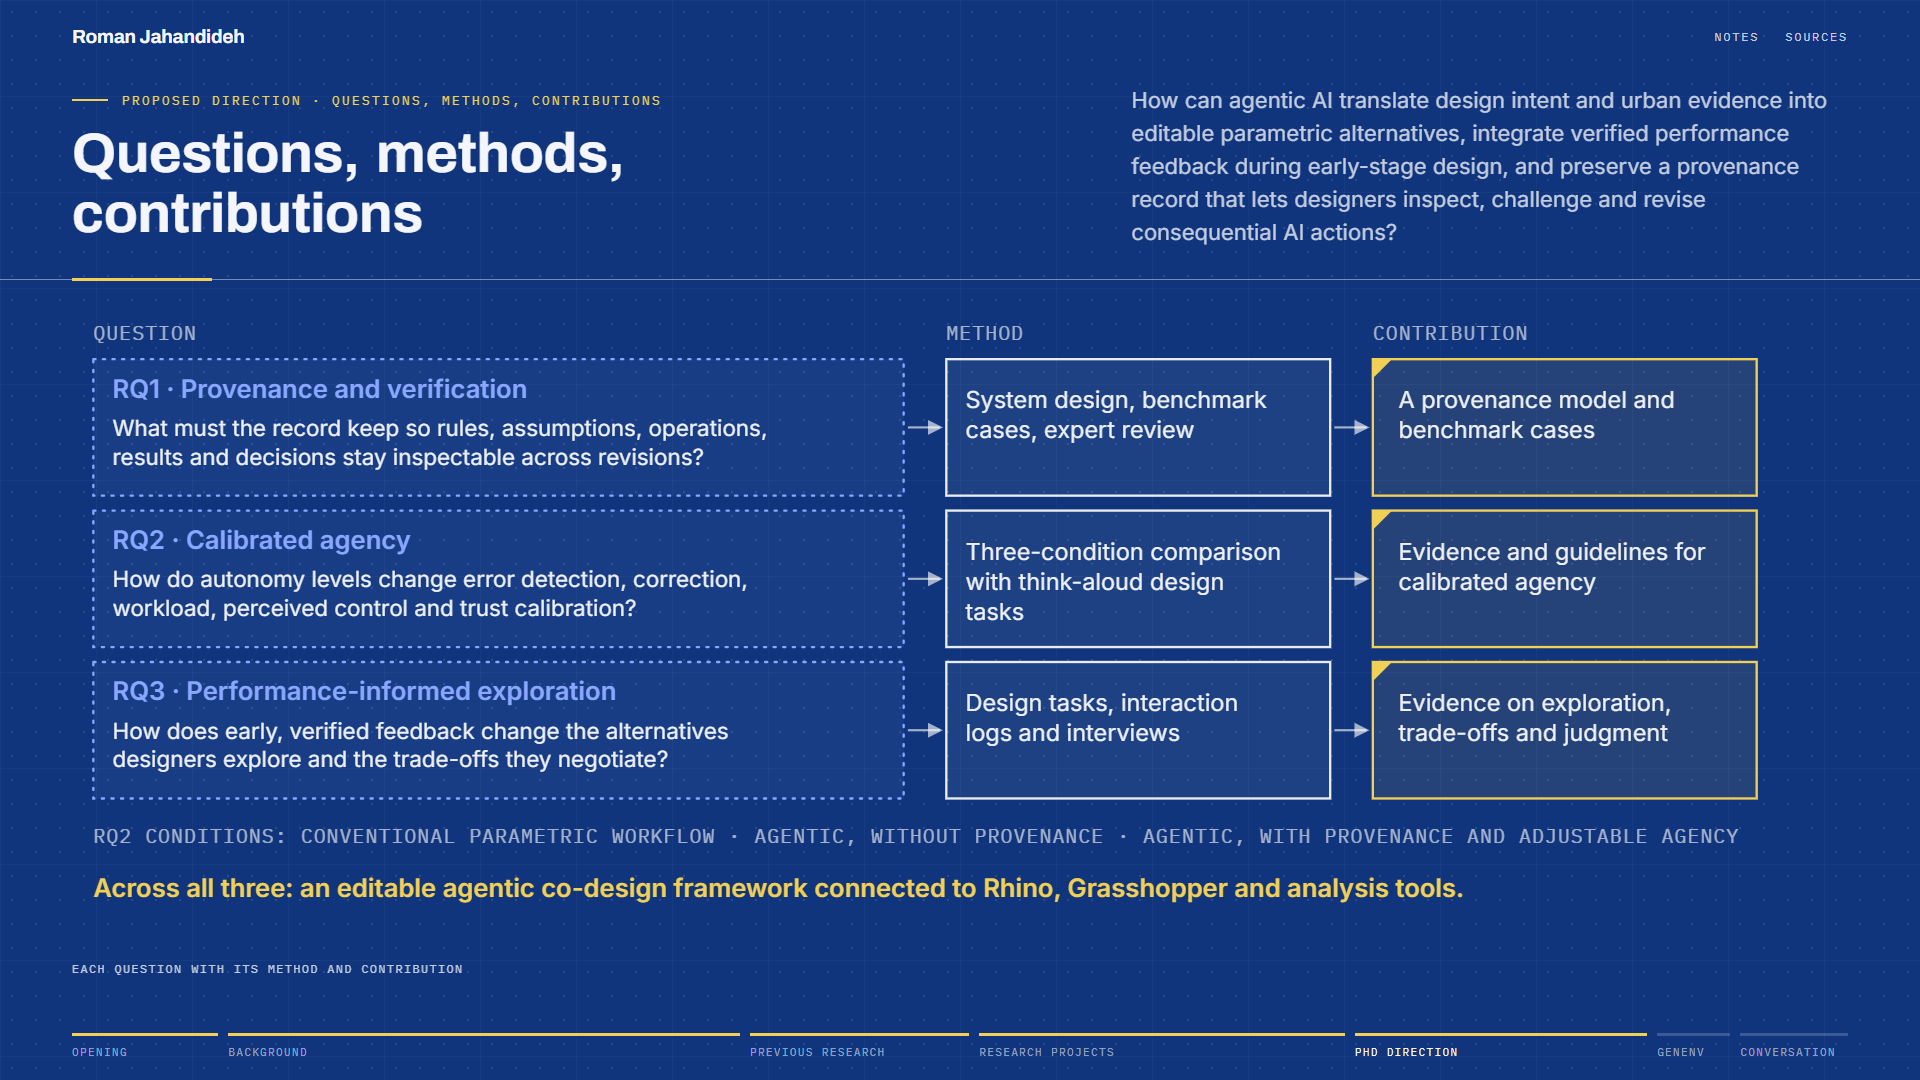 Roman Jahandideh
NOTES SOURCES
PROPOSED DIRECTION · QUESTIONS, METHODS, CONTRIBUTIONS
Questions, methods,
contributions
How can agentic AI translate design intent and urban evidence into
editable parametric alternatives, integrate verified performance
feedback during early-stage design, and preserve a provenance
record that lets designers inspect, challenge and revise
consequential AI actions?
QUESTION
METHOD
CONTRIBUTION
RQ1 · Provenance and verification
What must the record keep so rules, assumptions, operations,
results and decisions stay inspectable across revisions?
System design, benchmark
cases, expert review
A provenance model and
benchmark cases
RQ2 · Calibrated agency
How do autonomy levels change error detection, correction,
workload, perceived control and trust calibration?
Three-condition comparison
with think-aloud design
tasks
Evidence and guidelines for
calibrated agency
RQ3 · Performance-informed exploration
How does early, verified feedback change the alternatives
designers explore and the trade-offs they negotiate?
Design tasks, interaction
logs and interviews
Evidence on exploration,
trade-offs and judgment
RQ2 CONDITIONS: CONVENTIONAL PARAMETRIC WORKFLOW · AGENTIC, WITHOUT PROVENANCE · AGENTIC, WITH PROVENANCE AND ADJUSTABLE AGENCY
Across all three: an editable agentic co-design framework connected to Rhino, Grasshopper and analysis tools.
EACH QUESTION WITH ITS METHOD AND CONTRIBUTION
OPENING
BACKGROUND
PREVIOUS RESEARCH
RESEARCH PROJECTS
PHD DIRECTION
GENENV
CONVERSATION